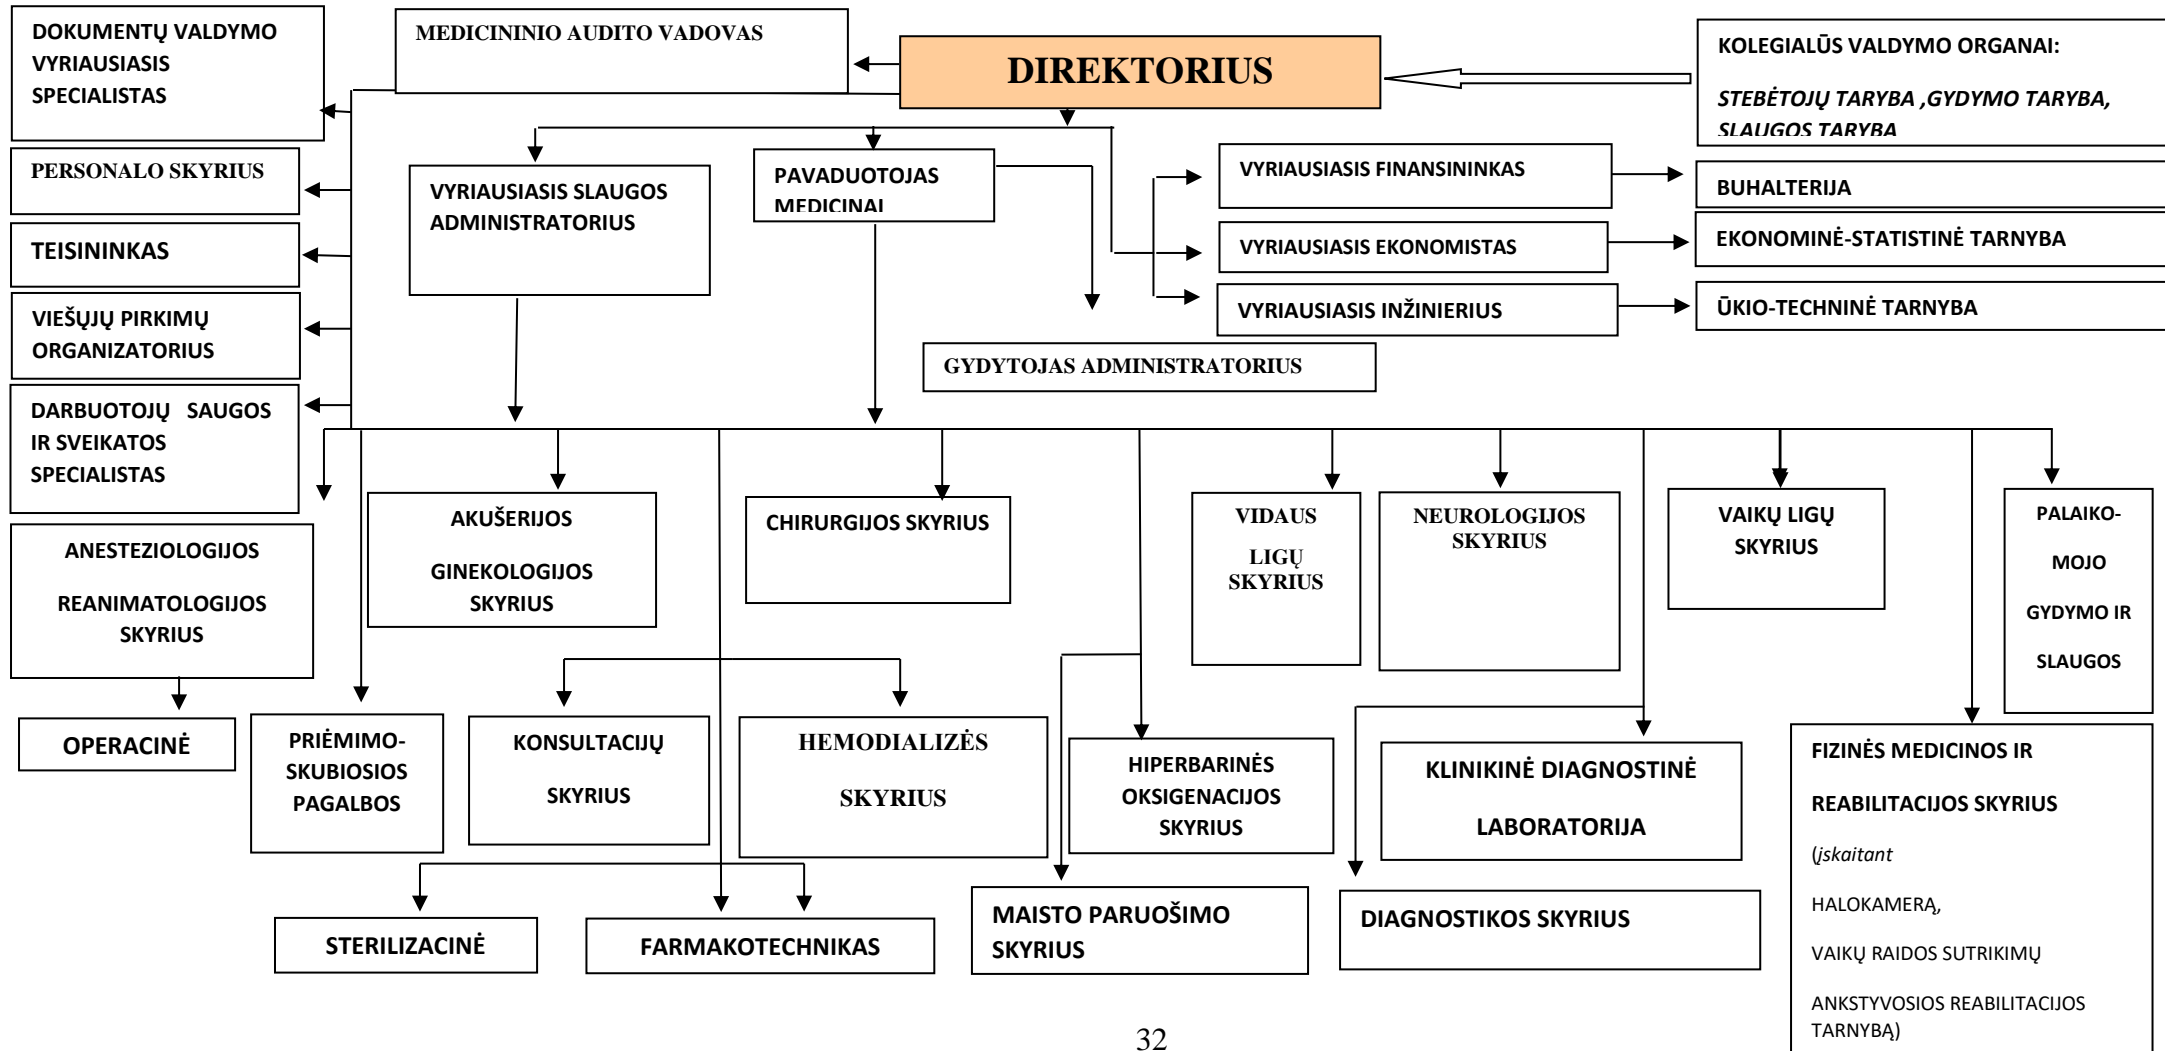 DOKUMENTŲ VALDYMO
VYRIAUSIASIS
SPECIALISTAS
MEDICININIO AUDITO VADOVAS
DIREKTORIUS
KOLEGIALŪS VALDYMO ORGANAI:
STEBĖTOJŲ TARYBA ,GYDYMO TARYBA,
SLAUGOS TARYBA
PERSONALO SKYRIUS
VYRIAUSIASIS SLAUGOS
ADMINISTRATORIUS
PAVADUOTOJAS
MEDICINAI
VYRIAUSIASIS FINANSININKAS
BUHALTERIJA
TEISININKAS
VYRIAUSIASIS EKONOMISTAS
EKONOMINĖ-STATISTINĖ TARNYBA
VIEŠŲJŲ PIRKIMŲ
ORGANIZATORIUS
VYRIAUSIASIS INŽINIERIUS
ŪKIO-TECHNINĖ TARNYBA
GYDYTOJAS ADMINISTRATORIUS
DARBUOTOJŲ SAUGOS
IR SVEIKATOS
SPECIALISTAS
ANESTEZIOLOGIJOS
REANIMATOLOGIJOS
SKYRIUS
AKUŠERIJOS
GINEKOLOGIJOS
SKYRIUS
CHIRURGIJOS SKYRIUS
VIDAUS
LIGŲ
SKYRIUS
NEUROLOGIJOS
SKYRIUS
VAIKŲ LIGŲ
SKYRIUS
PALAIKO-
MOJO
GYDYMO IR
SLAUGOS
OPERACINĖ
PRIĖMIMO-
SKUBIOSIOS
PAGALBOS
KONSULTACIJŲ
SKYRIUS
HEMODIALIZĖS
SKYRIUS
HIPERBARINĖS
OKSIGENACIJOS
SKYRIUS
KLINIKINĖ DIAGNOSTINĖ
LABORATORIJA
FIZINĖS MEDICINOS IR
REABILITACIJOS SKYRIUS
(įskaitant
HALOKAMERĄ,
VAIKŲ RAIDOS SUTRIKIMŲ
ANKSTYVOSIOS REABILITACIJOS
TARNYBĄ)
STERILIZACINĖ
FARMAKOTECHNIKAS
MAISTO PARUOŠIMO
SKYRIUS
DIAGNOSTIKOS SKYRIUS
32